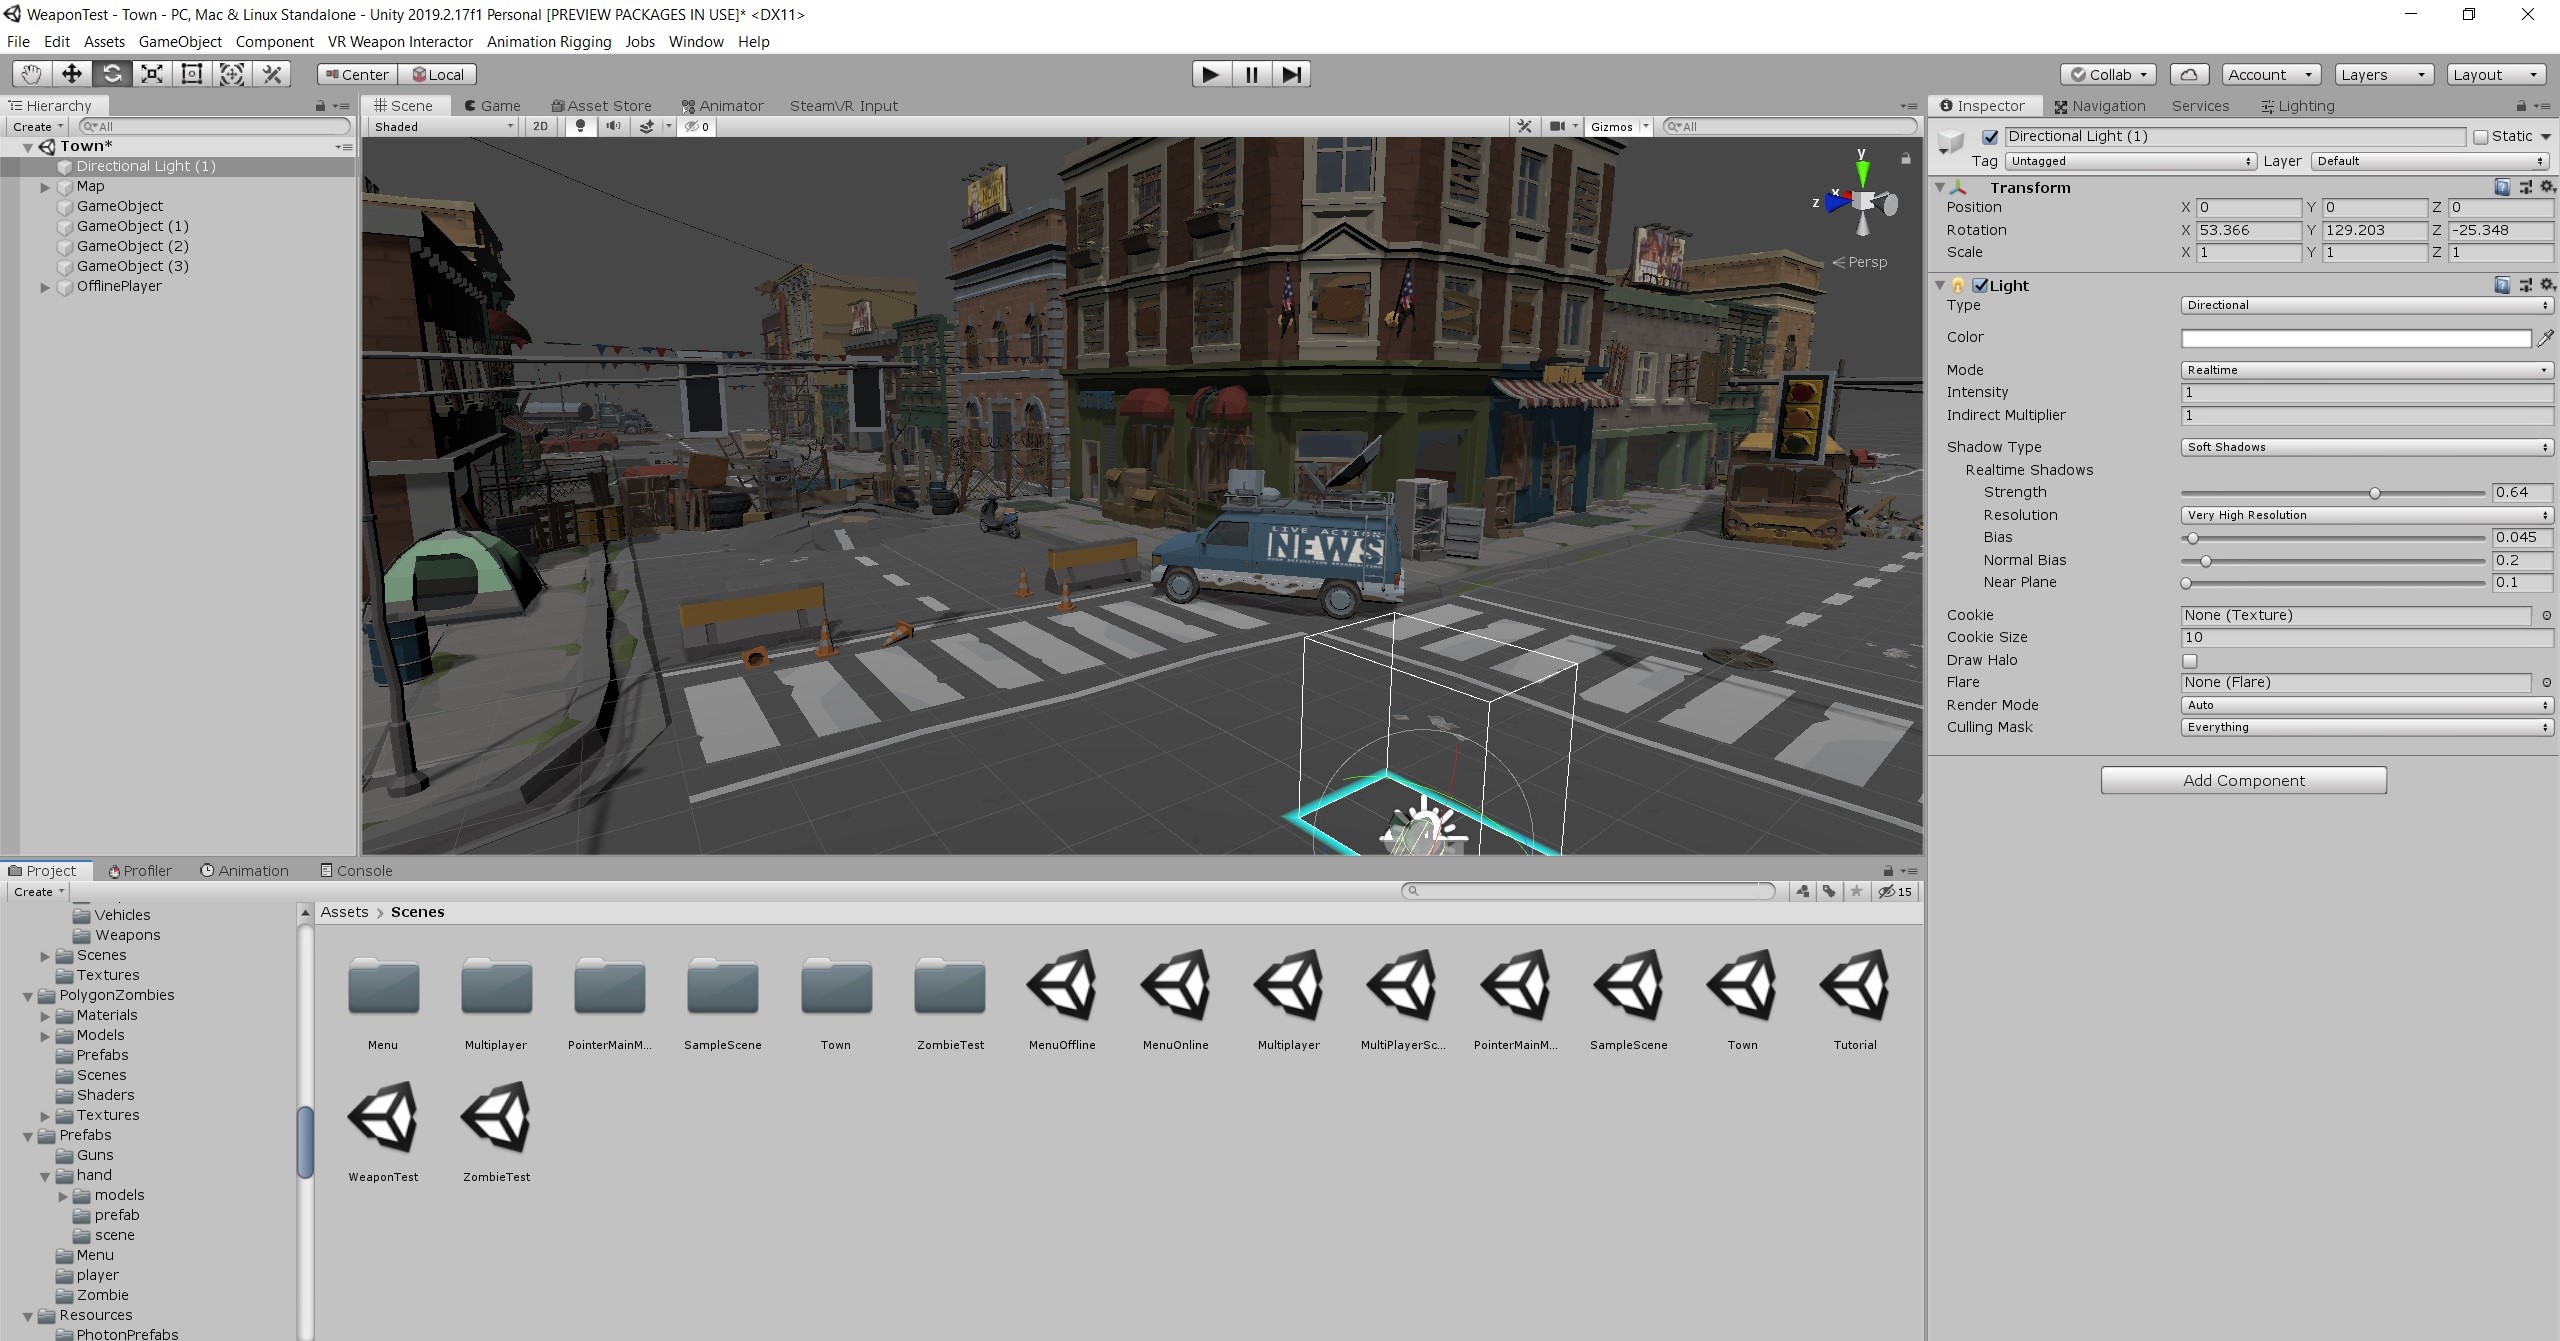 WeaponTest - Town - PC, Mac & Linux Standalone - Unity 2019.2.17f1 Personal [PREVIEW PACKAGES IN USE]* <DX11>
File Edit Assets GameObject Component VR Weapon Interactor Animation Rigging Jobs Window Help
Center Local Collab Account Layers Layout
Hierarchy
Create All
Town*
Directional Light (1)
Map
GameObject
GameObject (1)
GameObject (2)
GameObject (3)
OfflinePlayer
Scene Game Asset Store Animator SteamVR Input
Shaded 2D 0 Gizmos All
y
x
z
Persp
LIVE ACTION
NEWS
Inspector Navigation Services Lighting
Directional Light (1) Static
Tag Untagged Layer Default
Transform
Position X 0 Y 0 Z 0
Rotation X 53.366 Y 129.203 Z -25.348
Scale X 1 Y 1 Z 1
Light
Type Directional
Color
Mode Realtime
Intensity 1
Indirect Multiplier 1
Shadow Type Soft Shadows
Realtime Shadows
Strength 0.64
Resolution Very High Resolution
Bias 0.045
Normal Bias 0.2
Near Plane 0.1
Cookie None (Texture)
Cookie Size 10
Draw Halo
Flare None (Flare)
Render Mode Auto
Culling Mask Everything
Add Component
Project Profiler Animation Console
Create 15
Vehicles
Weapons
Scenes
Textures
PolygonZombies
Materials
Models
Prefabs
Scenes
Shaders
Textures
Prefabs
Guns
hand
models
prefab
scene
Menu
player
Zombie
Resources
PhotonPrefabs
Assets > Scenes
Menu Multiplayer PointerMainM... SampleScene Town ZombieTest MenuOffline MenuOnline Multiplayer MultiPlayerSc... PointerMainM... SampleScene Town Tutorial
WeaponTest ZombieTest